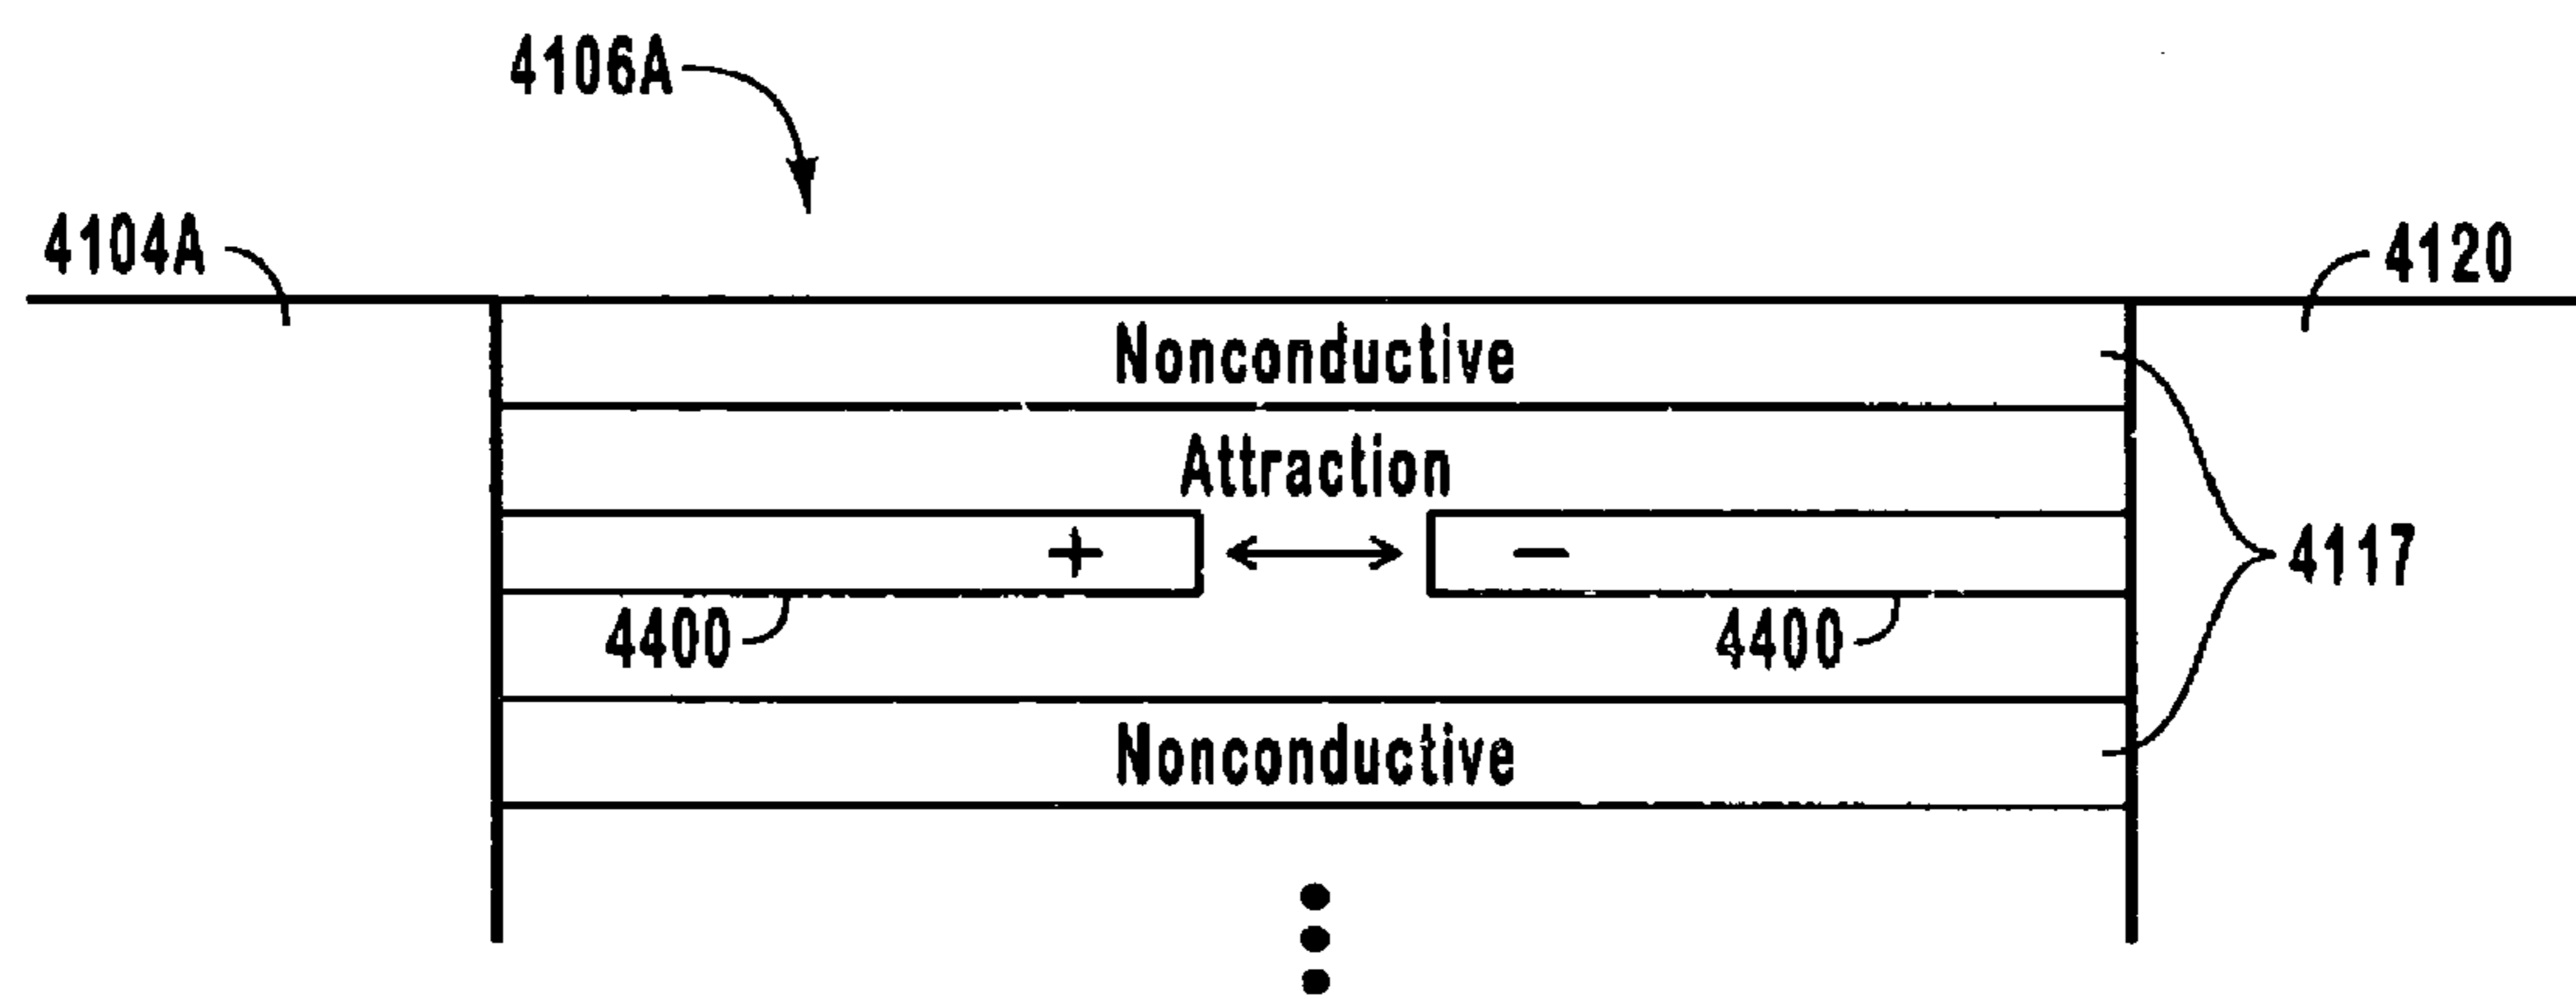 4106A
4104A
4120
Nonconductive
Attraction
+ −
4117
4400 4400
Nonconductive